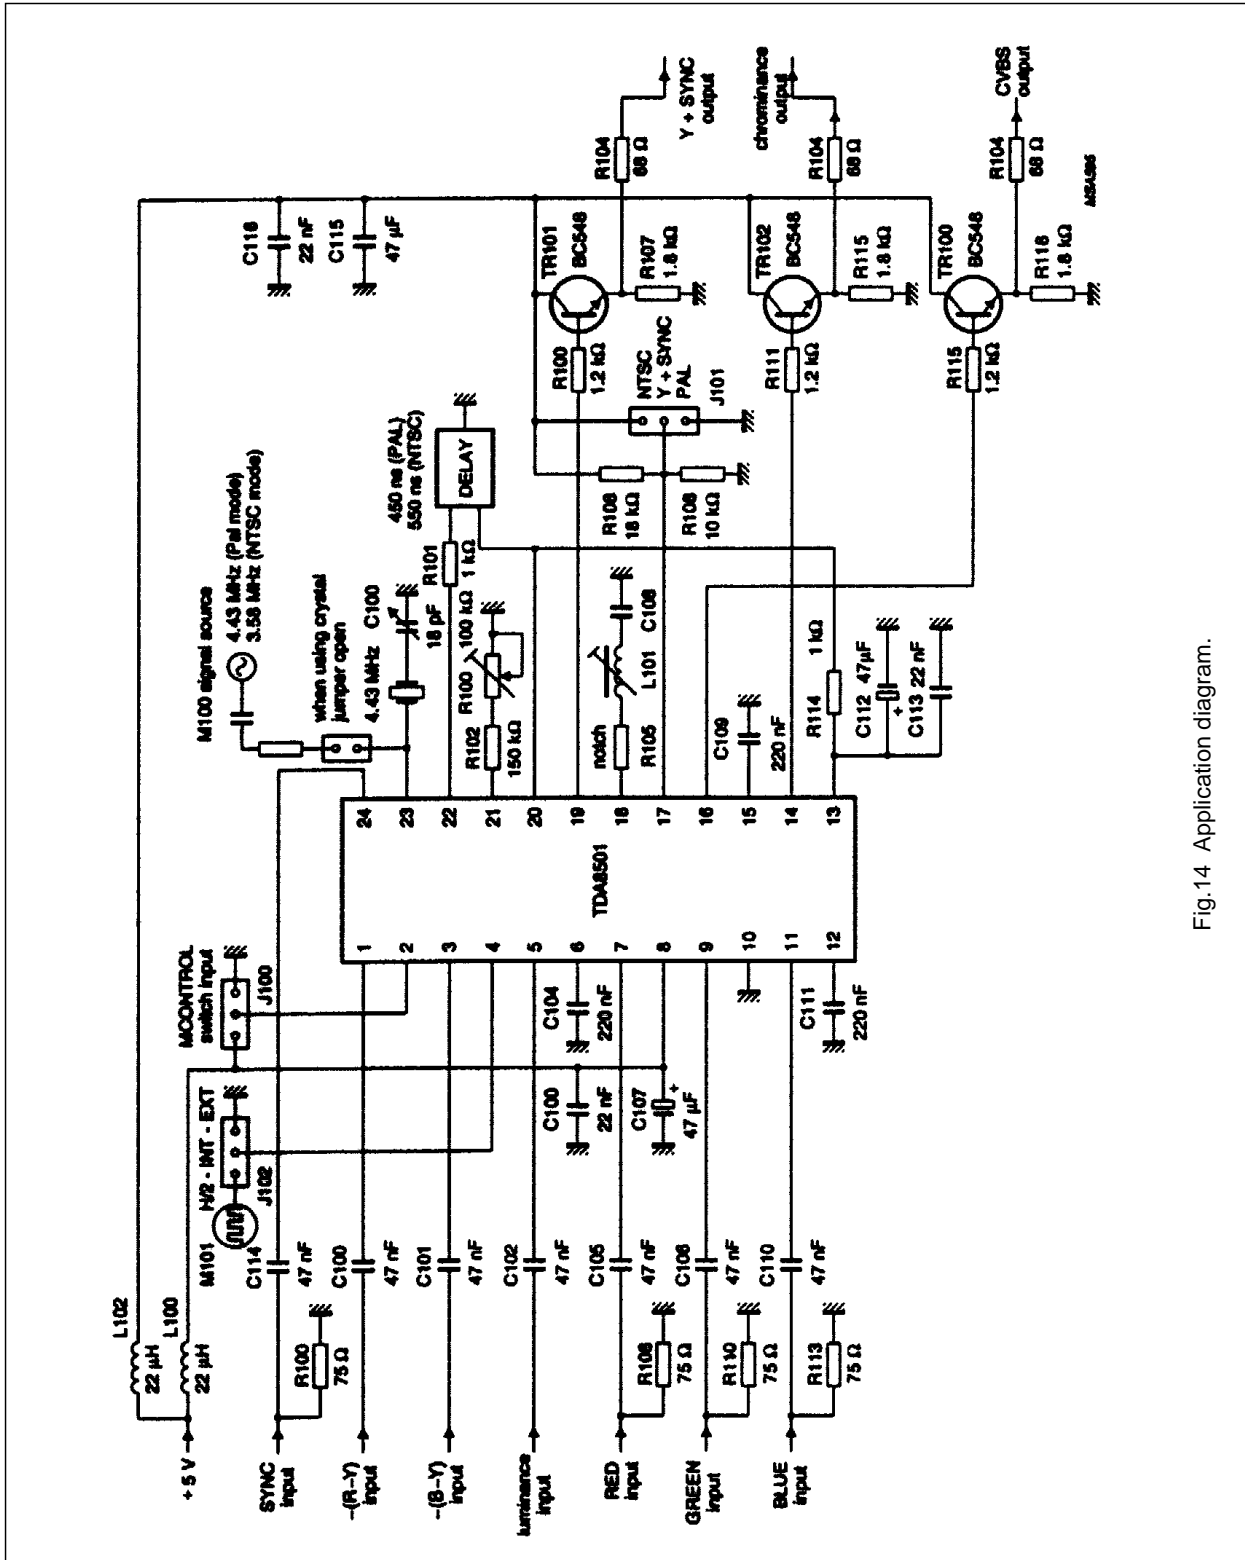 + 5 V
L102
22 μH
L100
22 μH
SYNC
input
R100
75 Ω
C114
47 nF
M101
H/2 - INT - EXT
J102
MCONTROL
switch input
J100
–(R–Y)
input
C100
47 nF
–(B–Y)
input
C101
47 nF
luminance
input
C102
47 nF
RED
input
R108
75 Ω
C105
47 nF
GREEN
input
R110
75 Ω
C106
47 nF
BLUE
input
R113
75 Ω
C110
47 nF
C100
22 nF
C107
47 μF
+
C104
220 nF
C111
220 nF
1
2
3
4
5
6
7
8
9
10
11
12
TDA8501
24
23
22
21
20
19
18
17
16
15
14
13
M100 signal source
4.43 MHz (Pal mode)
3.58 MHz (NTSC mode)
when using crystal
jumper open
4.43 MHz
C100
18 pF
R102
150 kΩ
R100
100 kΩ
R101
1 kΩ
450 ns (PAL)
550 ns (NTSC)
DELAY
notch
R105
L101
C108
C109
220 nF
R114
1 kΩ
C112
47μF
+
C113
22 nF
R108
18 kΩ
R108
10 kΩ
NTSC
Y + SYNC
PAL
J101
C116
22 nF
C115
47 μF
R100
1.2 kΩ
TR101
BC548
R107
1.8 kΩ
R104
68 Ω
Y + SYNC
output
R111
1.2 kΩ
TR102
BC548
R115
1.8 kΩ
R104
68 Ω
chrominance
output
R115
1.2 kΩ
TR100
BC548
R118
1.8 kΩ
R104
68 Ω
CVBS
output
Fig.14 Application diagram.